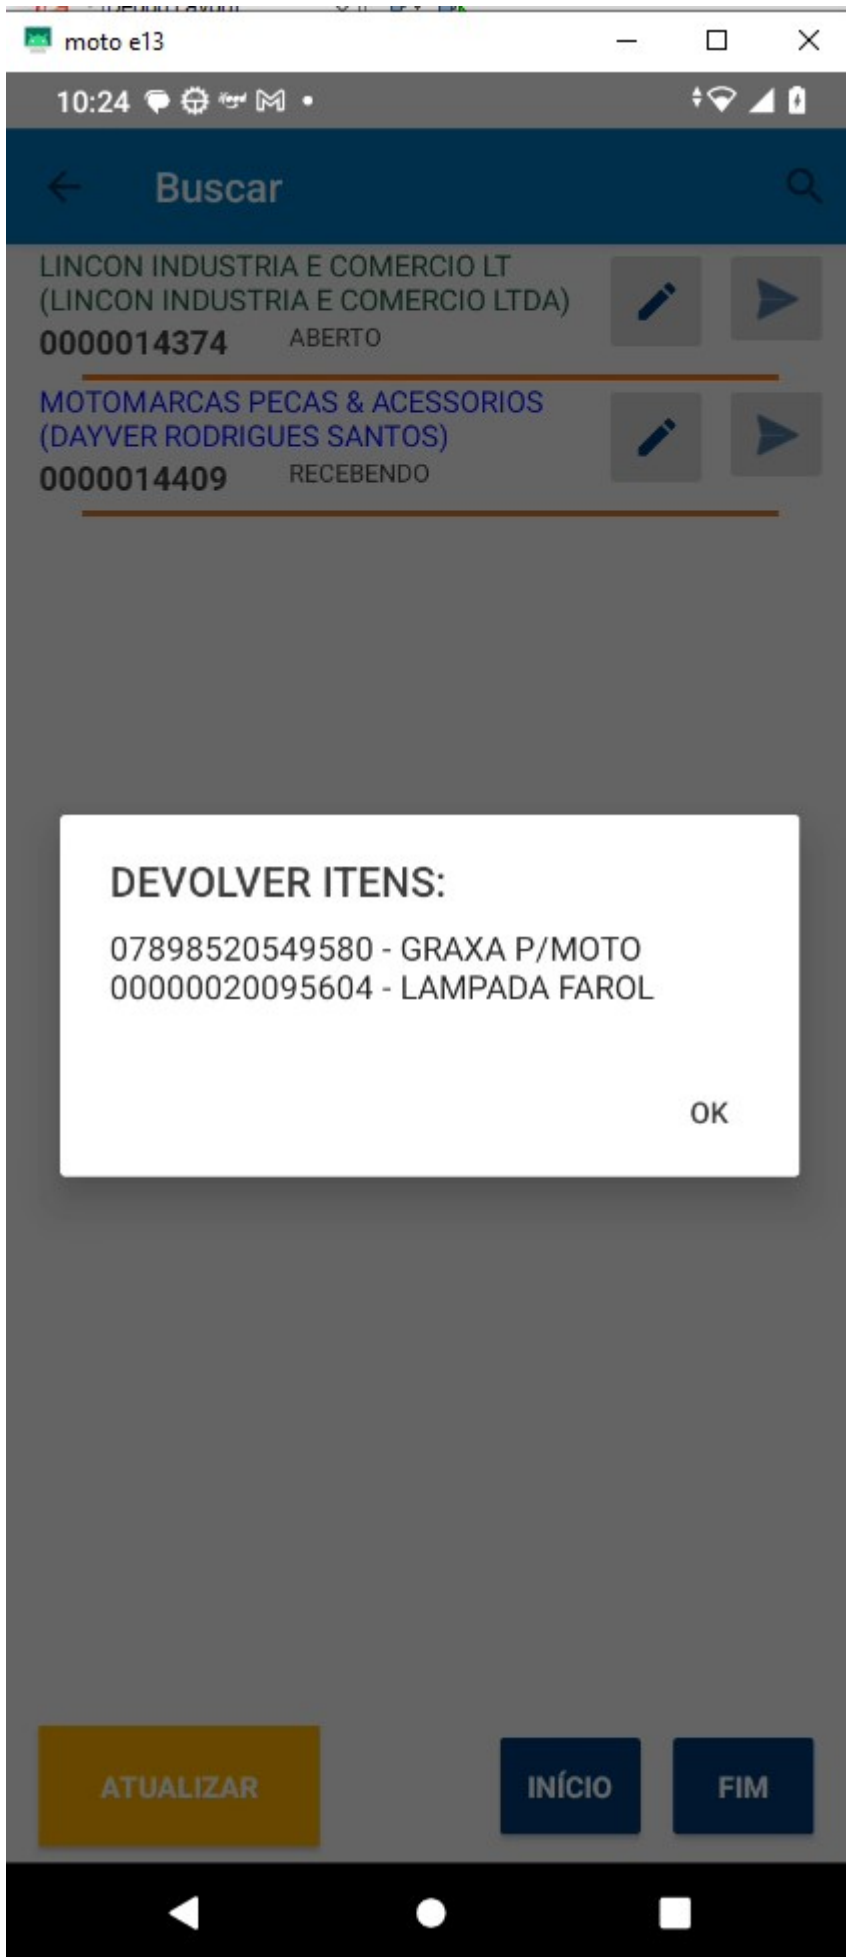 moto e13
10:24
Buscar
LINCON INDUSTRIA E COMERCIO LT
(LINCON INDUSTRIA E COMERCIO LTDA)
0000014374 ABERTO
MOTOMARCAS PECAS & ACESSORIOS
(DAYVER RODRIGUES SANTOS)
0000014409 RECEBENDO
DEVOLVER ITENS:
07898520549580 - GRAXA P/MOTO
00000020095604 - LAMPADA FAROL
OK
ATUALIZAR
INÍCIO
FIM